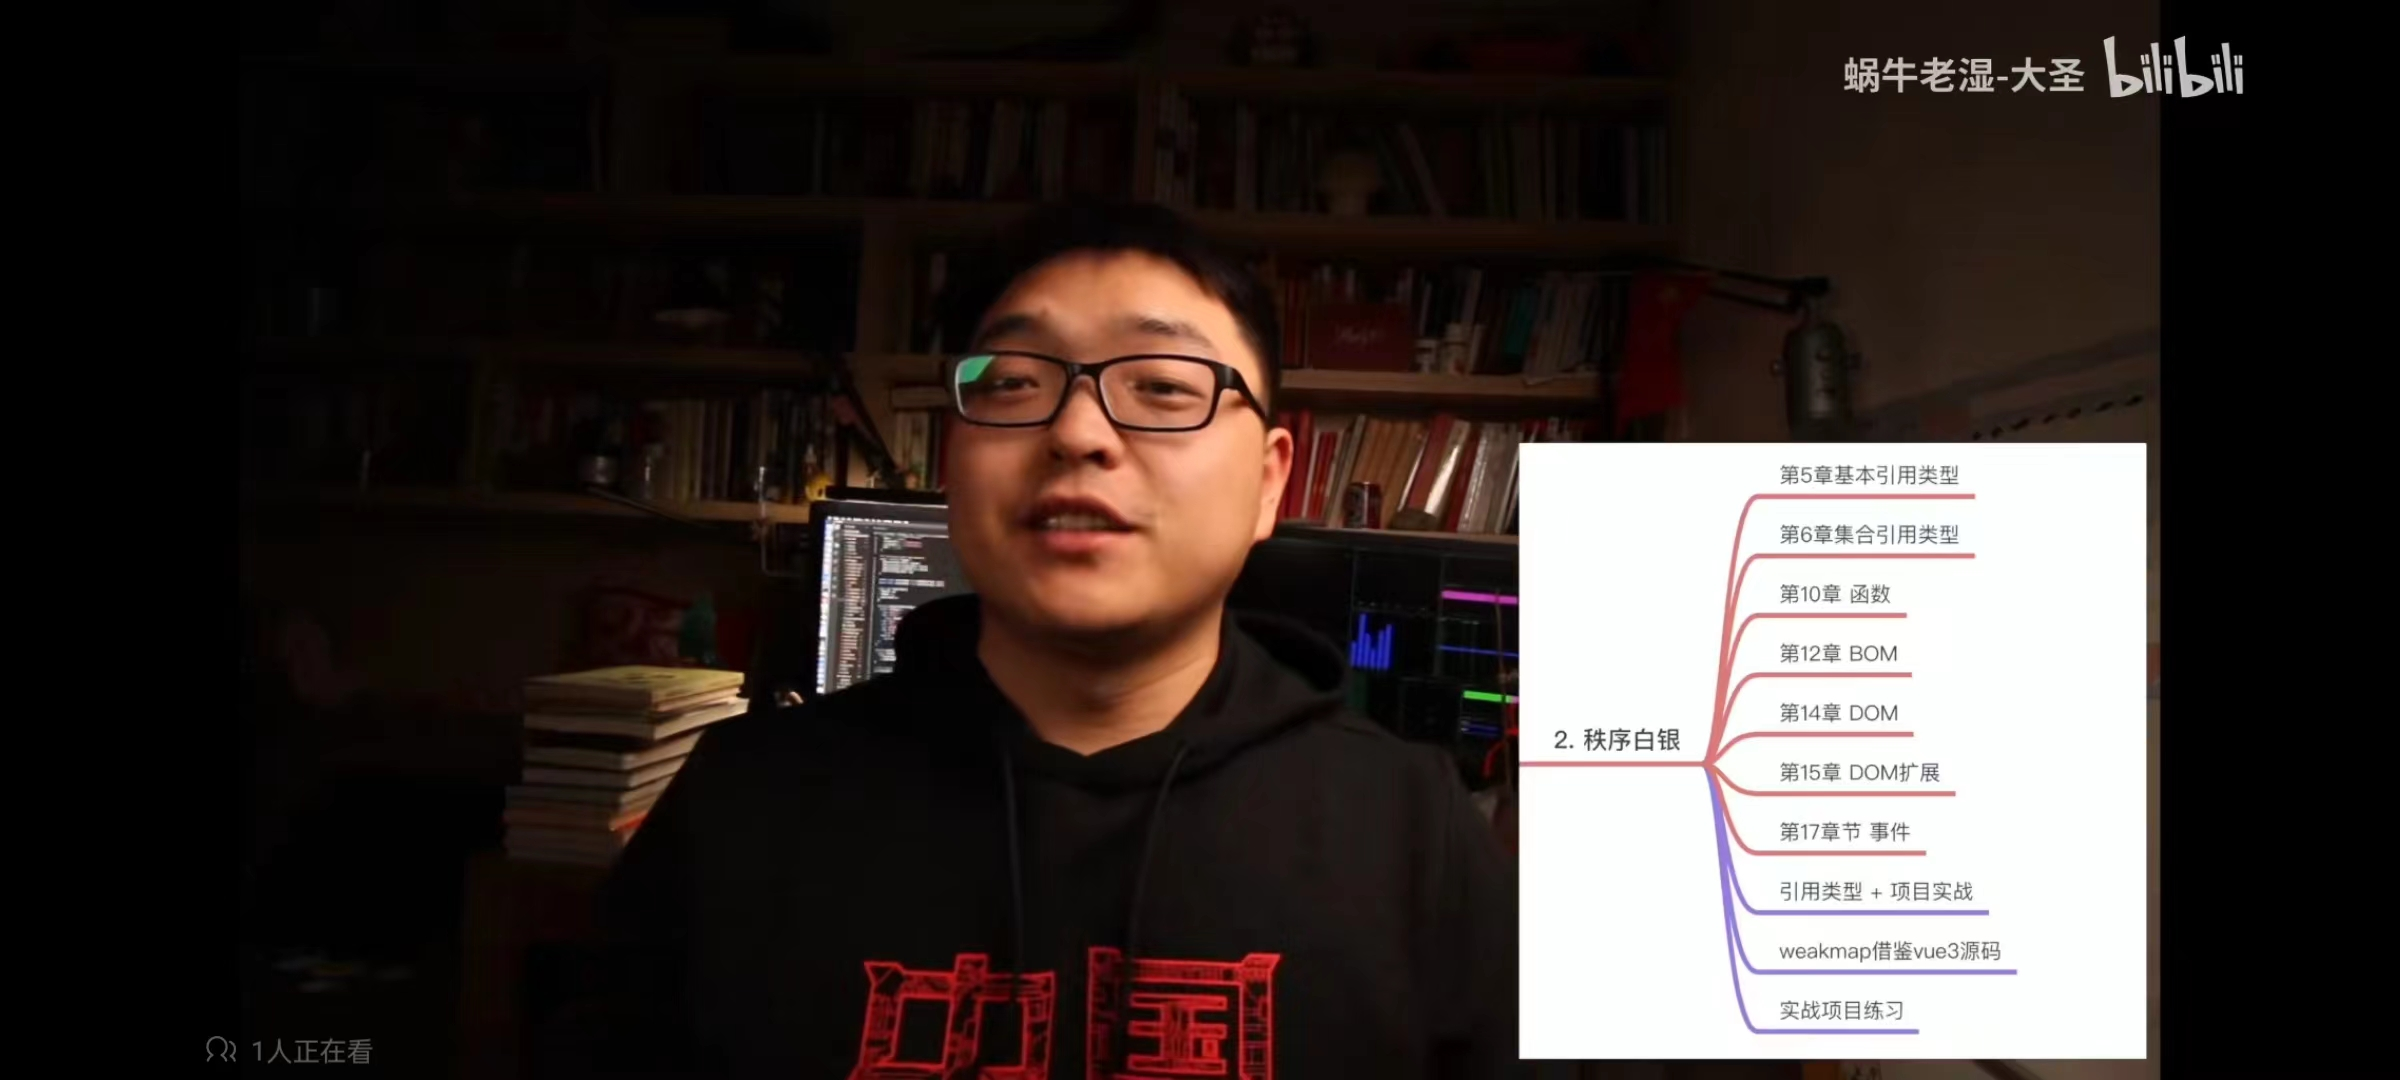 蜗牛老湿-大圣 bilibili
第5章基本引用类型
第6章集合引用类型
第10章 函数
第12章 BOM
第14章 DOM
2. 秩序白银
第15章 DOM扩展
第17章节 事件
引用类型 + 项目实战
weakmap借鉴vue3源码
实战项目练习
中国
1人正在看